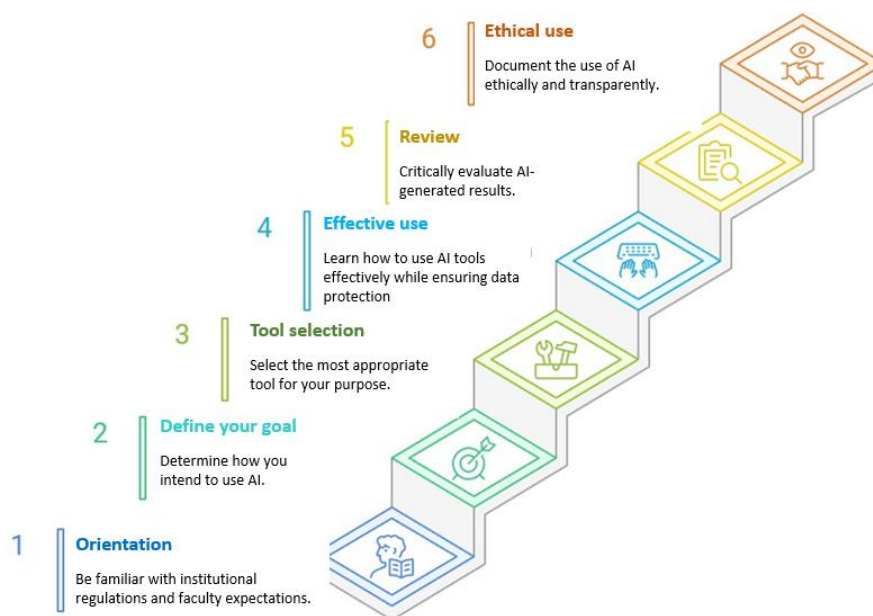 6
Ethical use
Document the use of AI
ethically and transparently.
5
Review
Critically evaluate AI-
generated results.
4
Effective use
Learn how to use AI tools
effectively while ensuring data
protection
3
Tool selection
Select the most appropriate
tool for your purpose.
2
Define your goal
Determine how you
intend to use AI.
1
Orientation
Be familiar with institutional
regulations and faculty expectations.